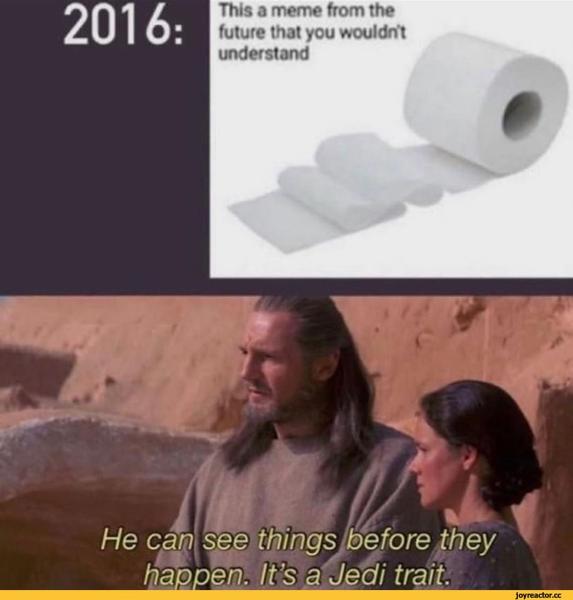 2016:
This a meme from the
future that you wouldn't
understand
He can see things before they
happen. It's a Jedi trait.
joyreactor.cc